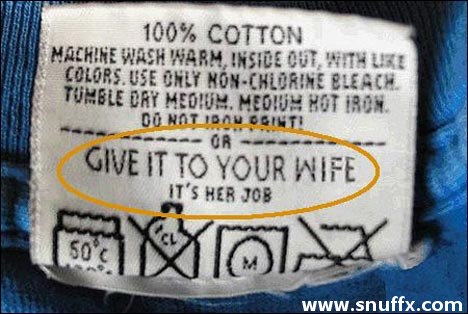 100% COTTON
MACHINE WASH WARM, INSIDE OUT, WITH LIKE
COLORS. USE ONLY NON-CHLORINE BLEACH.
TUMBLE DRY MEDIUM. MEDIUM HOT IRON.
DO NOT IRON PRINT!
OR
GIVE IT TO YOUR WIFE
IT'S HER JOB
CL
50°C
M
www.snuffx.com